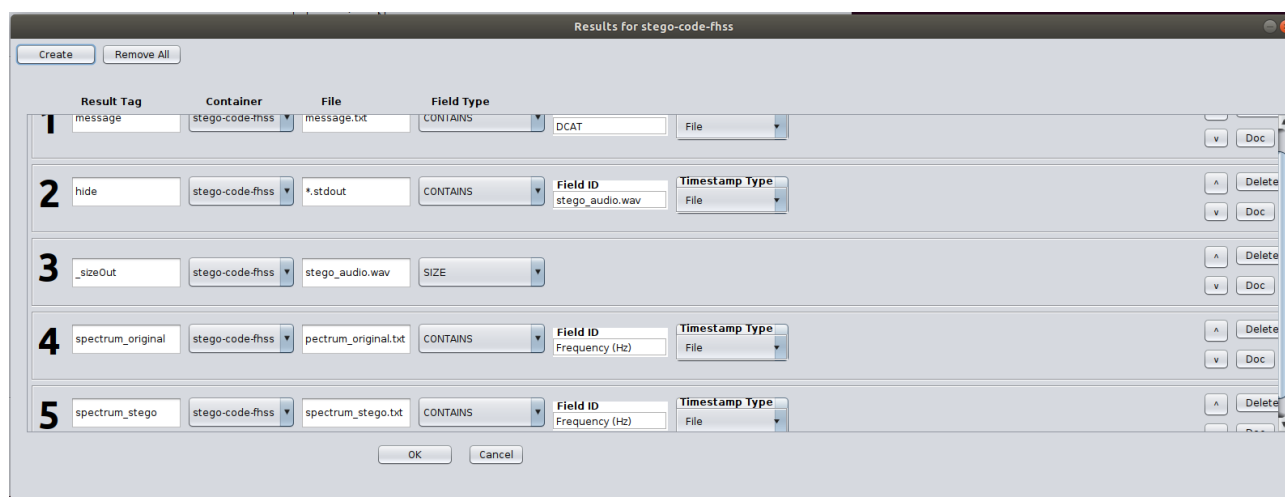 Results for stego-code-fhss
Create Remove All
Result Tag Container File Field Type
1 message stego-code-fhss message.txt CONTAINS DCAT File
v Doc
2 hide stego-code-fhss *.stdout CONTAINS Field ID Timestamp Type ^ Delete
stego_audio.wav File v Doc
3 _sizeOut stego-code-fhss stego_audio.wav SIZE ^ Delete
v Doc
4 spectrum_original stego-code-fhss pectrum_original.txt CONTAINS Field ID Timestamp Type ^ Delete
Frequency (Hz) File v Doc
5 spectrum_stego stego-code-fhss spectrum_stego.txt CONTAINS Field ID Timestamp Type ^ Delete
Frequency (Hz) File
OK Cancel